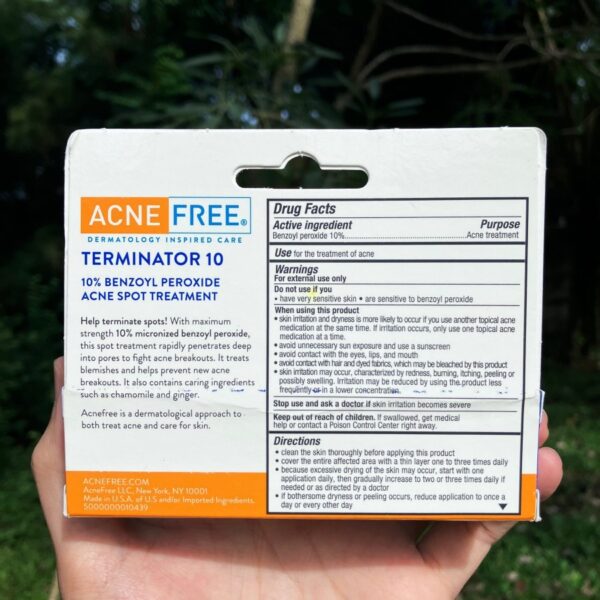 ACNE FREE®
DERMATOLOGY INSPIRED CARE
TERMINATOR 10
10% BENZOYL PEROXIDE
ACNE SPOT TREATMENT
Help terminate spots! With maximum
strength 10% micronized benzoyl peroxide,
this spot treatment rapidly penetrates deep
into pores to fight acne breakouts. It treats
blemishes and helps prevent new acne
breakouts. It also contains caring ingredients
such as chamomile and ginger.
Acnefree is a dermatological approach to
both treat acne and care for skin.
ACNEFREE.COM
AcneFree LLC, New York, NY 10001
Made in U.S.A. of U.S and/or Imported Ingredients.
5000000010439
Drug Facts
Active ingredient Purpose
Benzoyl peroxide 10%......Acne treatment
Use for the treatment of acne
Warnings
For external use only
Do not use if you
• have very sensitive skin • are sensitive to benzoyl peroxide
When using this product
• skin irritation and dryness is more likely to occur if you use another topical acne
medication at the same time. If irritation occurs, only use one topical acne
medication at a time.
• avoid unnecessary sun exposure and use a sunscreen
• avoid contact with the eyes, lips, and mouth
• avoid contact with hair and dyed fabrics, which may be bleached by this product
• skin irritation may occur, characterized by redness, burning, itching, peeling or
possibly swelling. Irritation may be reduced by using the product less
frequently or in a lower concentration.
Stop use and ask a doctor if skin irritation becomes severe
Keep out of reach of children. If swallowed, get medical
help or contact a Poison Control Center right away.
Directions
• clean the skin thoroughly before applying this product
• cover the entire affected area with a thin layer one to three times daily
• because excessive drying of the skin may occur, start with one
application daily, then gradually increase to two or three times daily if
needed or as directed by a doctor
• if bothersome dryness or peeling occurs, reduce application to once a
day or every other day